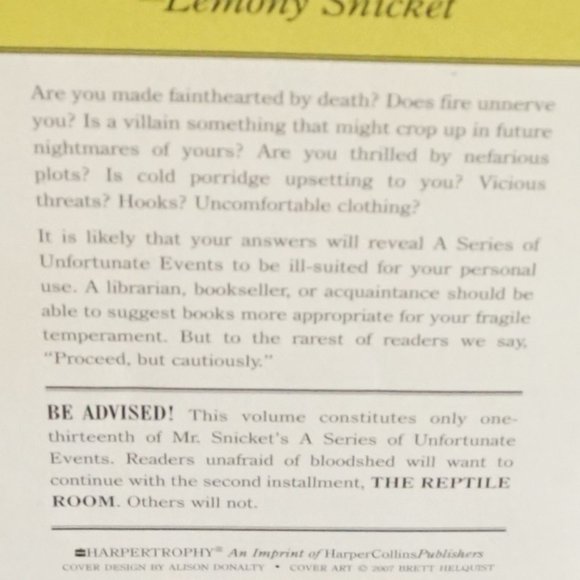 —Lemony Snicket
Are you made fainthearted by death? Does fire unnerve
you? Is a villain something that might crop up in future
nightmares of yours? Are you thrilled by nefarious
plots? Is cold porridge upsetting to you? Vicious
threats? Hooks? Uncomfortable clothing?
It is likely that your answers will reveal A Series of
Unfortunate Events to be ill-suited for your personal
use. A librarian, bookseller, or acquaintance should be
able to suggest books more appropriate for your fragile
temperament. But to the rarest of readers we say,
“Proceed, but cautiously.”
BE ADVISED! This volume constitutes only one-
thirteenth of Mr. Snicket's A Series of Unfortunate
Events. Readers unafraid of bloodshed will want to
continue with the second installment, THE REPTILE
ROOM. Others will not.
HARPERTROPHY® An Imprint of HarperCollinsPublishers
COVER DESIGN BY ALISON DONALTY • COVER ART © 2007 BRETT HELQUIST